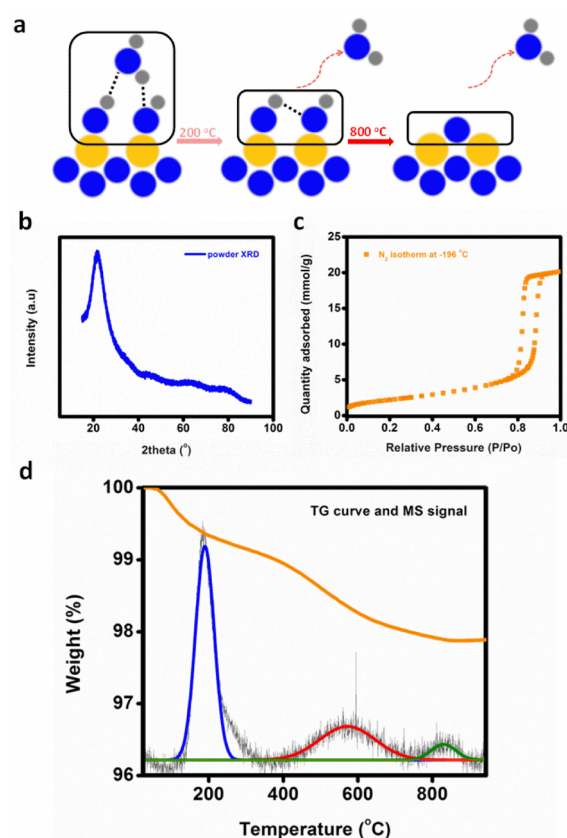 a
200 °C
800 °C
b
powder XRD
Intensity (a.u)
0
20
40
60
80
100
2theta (°)
c
N2 isotherm at -196 °C
Quantity adsorbed (mmol/g)
25
20
15
10
5
0
0.0
0.2
0.4
0.6
0.8
1.0
Relative Pressure (P/Po)
d
TG curve and MS signal
Weight (%)
100
99
98
97
96
200
400
600
800
Temperature (°C)